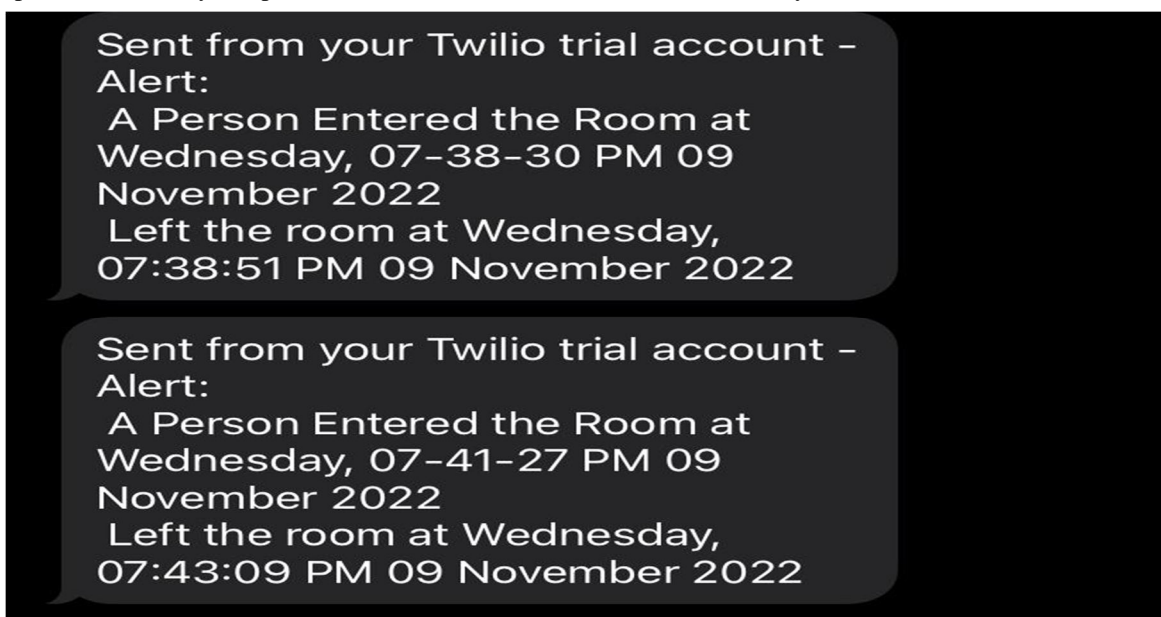 Sent from your Twilio trial account –
Alert:
A Person Entered the Room at
Wednesday, 07-38-30 PM 09
November 2022
Left the room at Wednesday,
07:38:51 PM 09 November 2022
Sent from your Twilio trial account –
Alert:
A Person Entered the Room at
Wednesday, 07-41-27 PM 09
November 2022
Left the room at Wednesday,
07:43:09 PM 09 November 2022